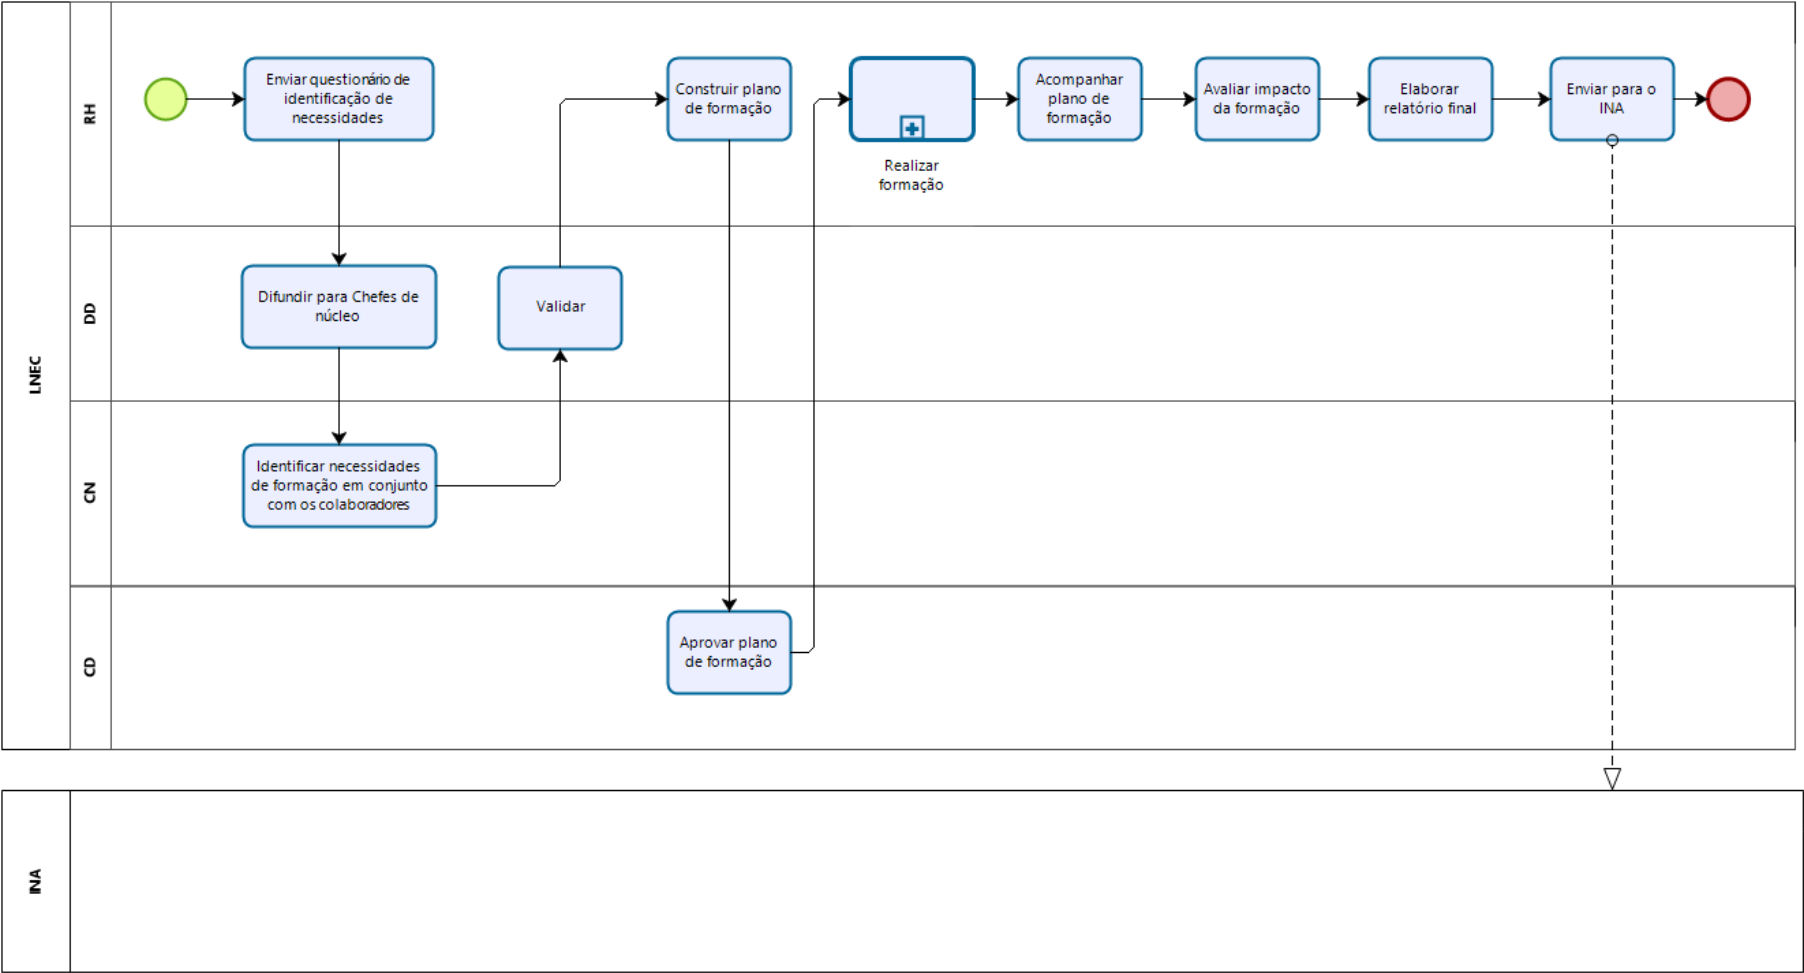 LNEC
RH
Enviar questionário de
identificação de
necessidades
Construir plano
de formação
Realizar
formação
Acompanhar
plano de
formação
Avaliar impacto
da formação
Elaborar
relatório final
Enviar para o
INA
DD
Difundir para Chefes de
núcleo
Validar
CN
Identificar necessidades
de formação em conjunto
com os colaboradores
CD
Aprovar plano
de formação
INA